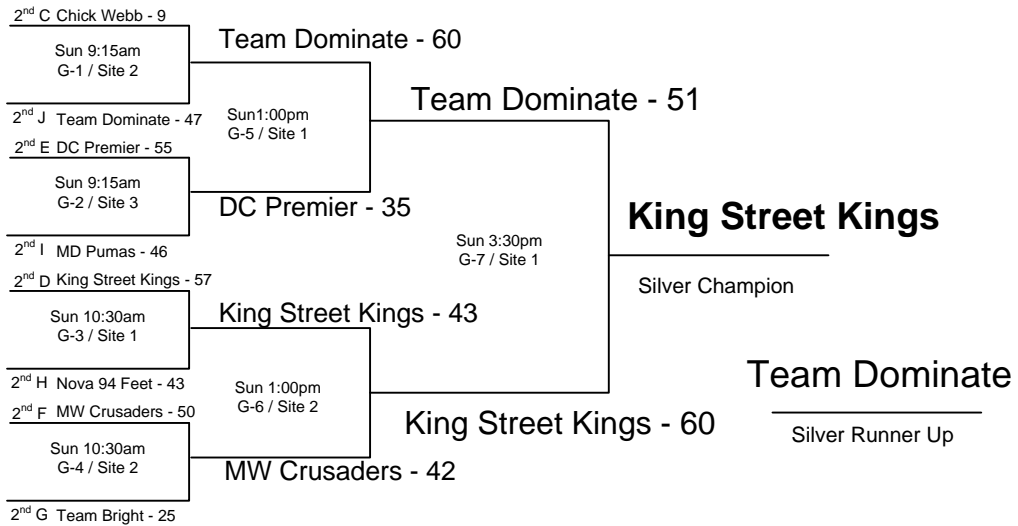 2nd C Chick Webb - 9
Sun 9:15am
G-1 / Site 2
2nd J Team Dominate - 47
2nd E DC Premier - 55
Sun 9:15am
G-2 / Site 3
2nd I MD Pumas - 46
2nd D King Street Kings - 57
Sun 10:30am
G-3 / Site 1
2nd H Nova 94 Feet - 43
2nd F MW Crusaders - 50
Sun 10:30am
G-4 / Site 2
2nd G Team Bright - 25
Team Dominate - 60
Sun1:00pm
G-5 / Site 1
DC Premier - 35
King Street Kings - 43
Sun 1:00pm
G-6 / Site 2
MW Crusaders - 42
Team Dominate - 51
Sun 3:30pm
G-7 / Site 1
King Street Kings - 60
King Street Kings
Silver Champion
Team Dominate
Silver Runner Up